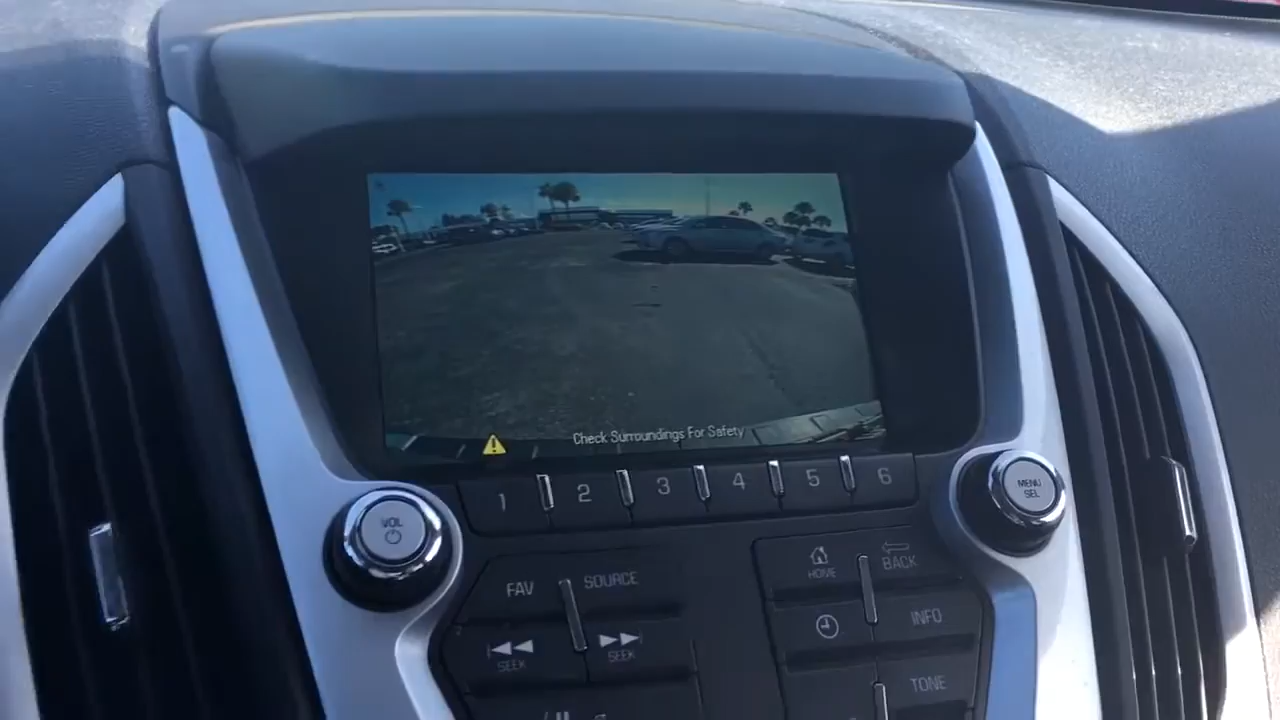 Check Surroundings For Safety
1 2 3 4 5 6
VOL
MENU
SEL
FAV SOURCE
HOME BACK
SEEK SEEK
INFO
TONE